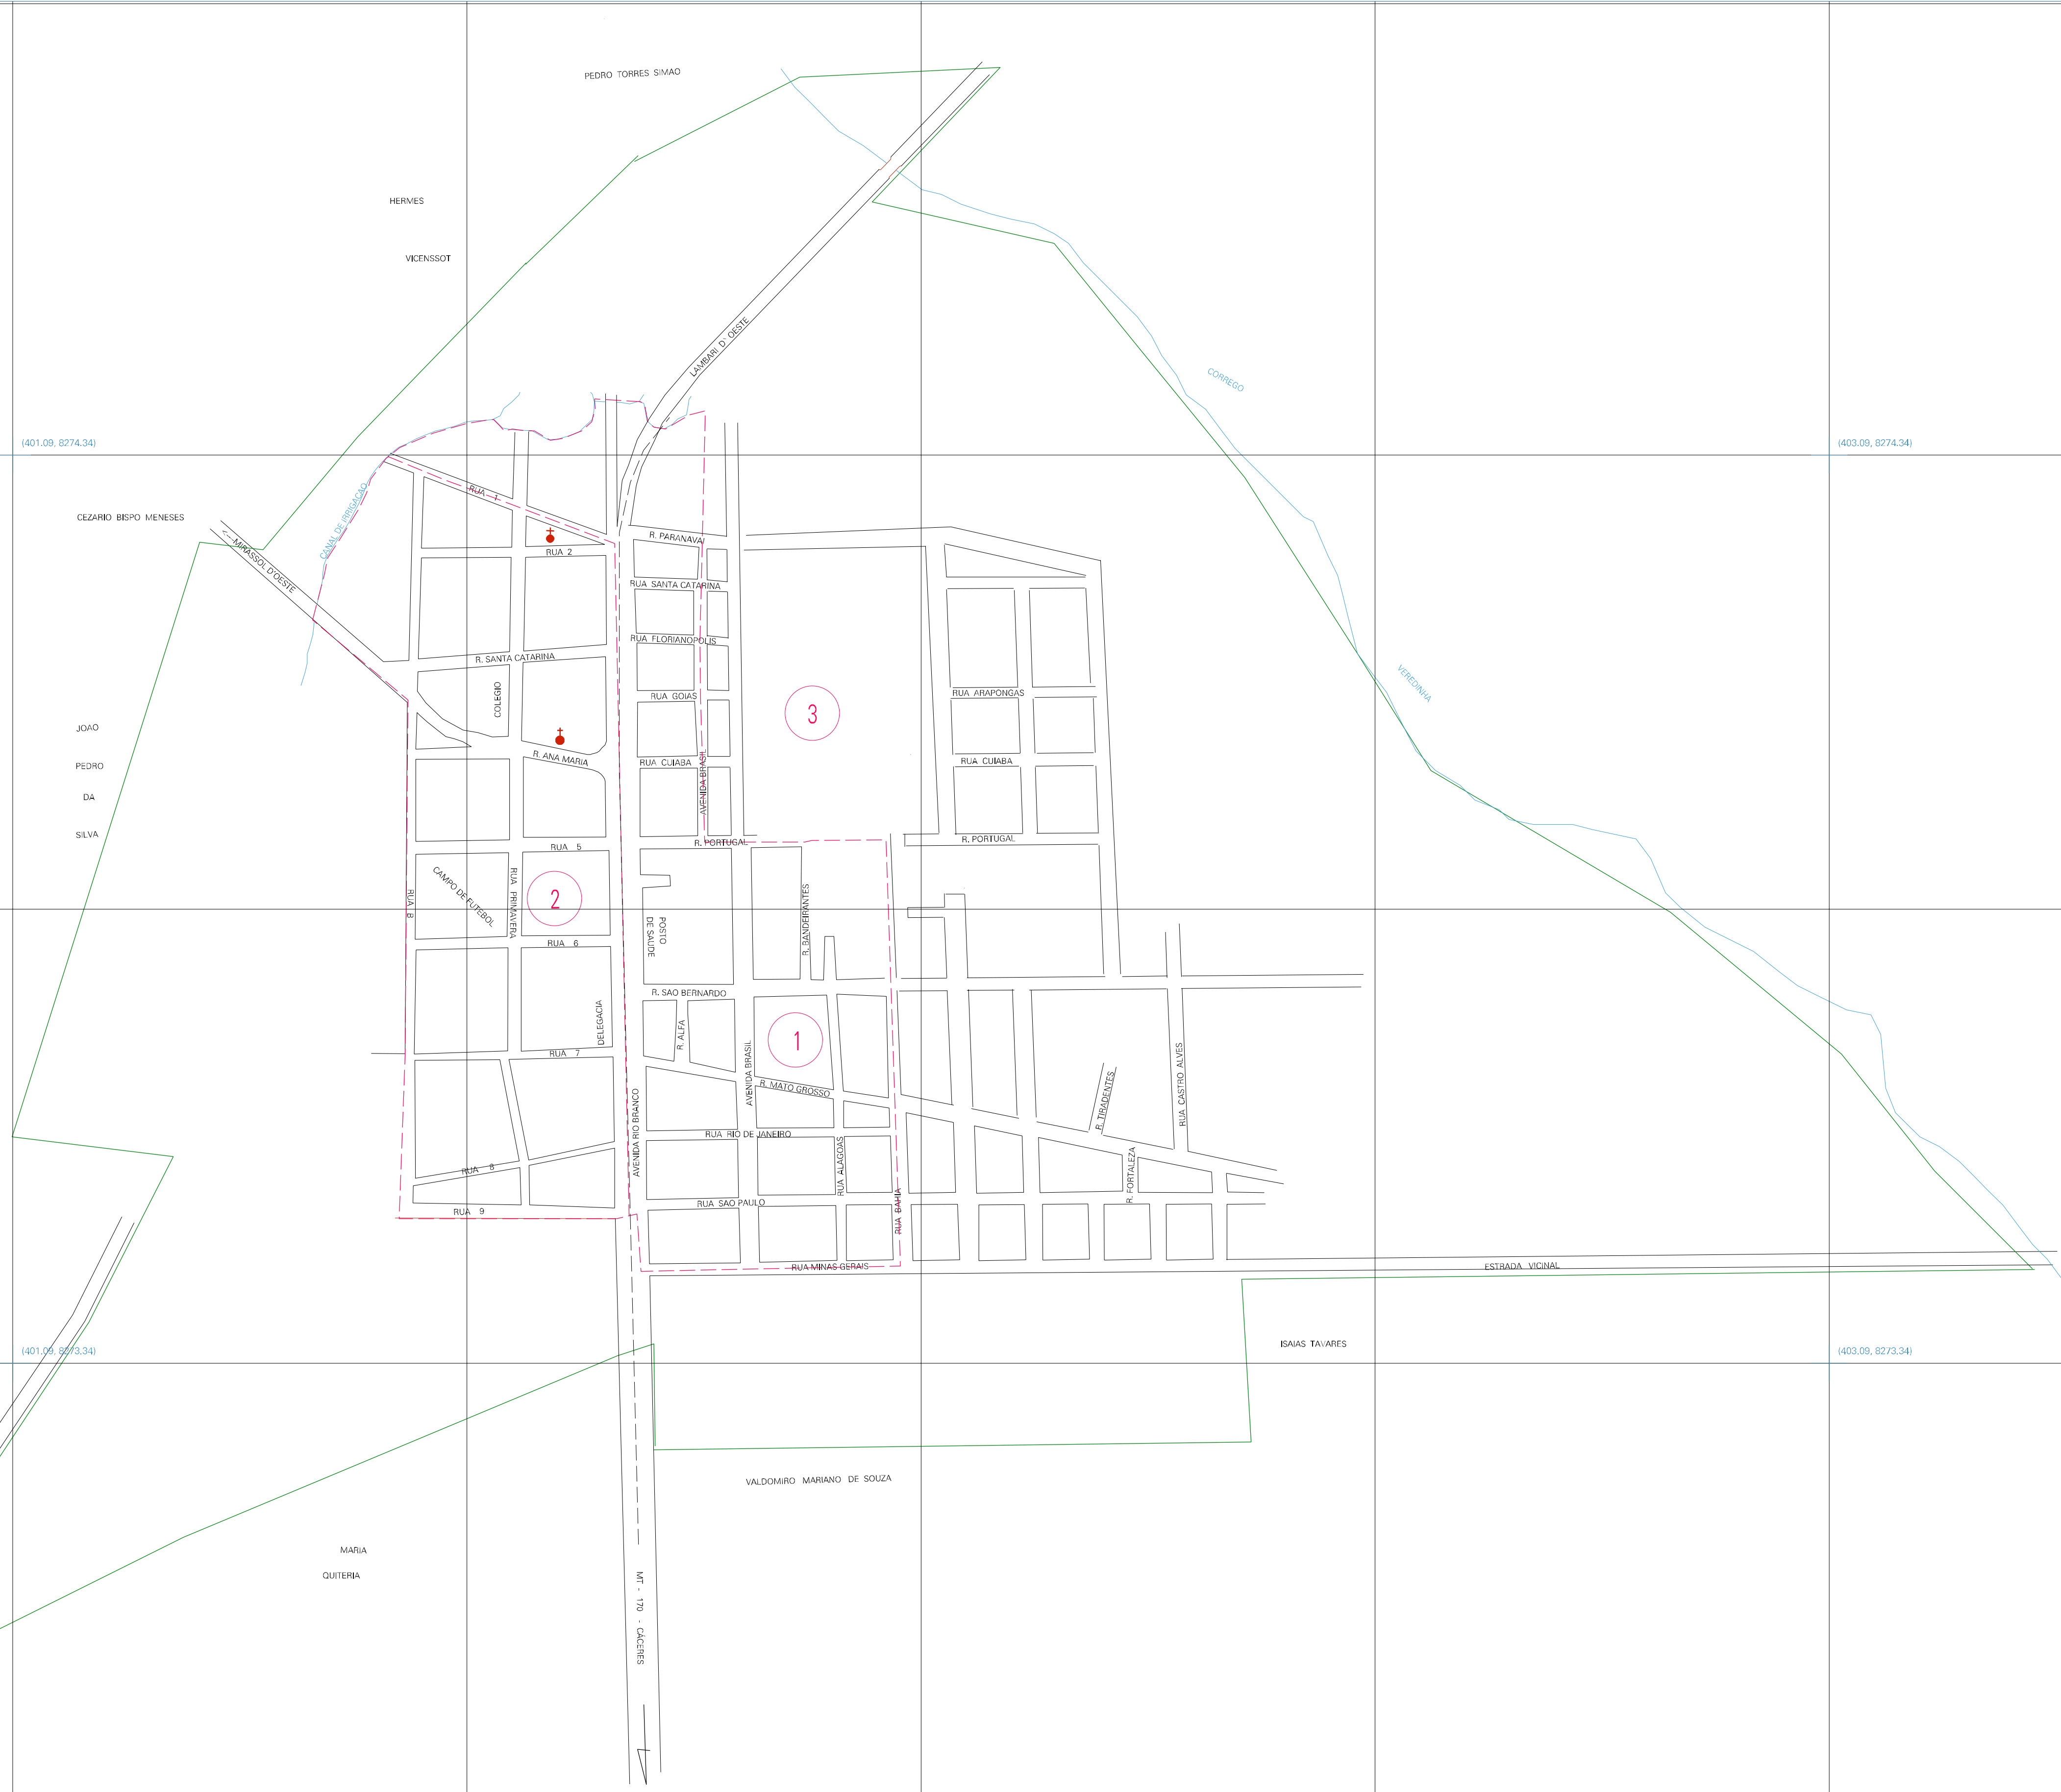 PEDRO TORRES SIMAO
HERMES
VICENSSOT
LAMBARI D' OESTE
CORREGO
(401.09, 8274.34)
(403.09, 8274.34)
RUA 1
CANAL DE IRRIGACAO
CEZARIO BISPO MENESES
<---MIRASSOL D'OESTE
R. PARANAVAI
RUA 2
RUA SANTA CATARINA
RUA FLORIANOPOLIS
R. SANTA CATARINA
COLEGIO
RUA GOIAS
RUA ARAPONGAS
VEREDINHA
3
JOAO
PEDRO
DA
SILVA
R. ANA MARIA
RUA CUIABA
RUA CUIABA
AVENIDA BRASIL
R. PORTUGAL
R. PORTUGAL
RUA 5
CAMPO DE FUTEBOL
RUA PRIMAVERA
2
RUA 8
POSTO
DE SAUDE
R. BANDEIRANTES
RUA 6
R. SAO BERNARDO
DELEGACIA
R. ALFA
1
RUA 7
AVENIDA BRASIL
R. MATO GROSSO
R. TIRADENTES
RUA CASTRO ALVES
AVENIDA RIO BRANCO
RUA RIO DE JANEIRO
RUA ALAGOAS
R. FORTALEZA
RUA 8
RUA SAO PAULO
RUA BAHIA
RUA 9
RUA MINAS GERAIS
ESTRADA VICINAL
ISAIAS TAVARES
(401.09, 8273.34)
(403.09, 8273.34)
VALDOMIRO MARIANO DE SOUZA
MARIA
QUITERIA
MT - 170 - CÁCERES